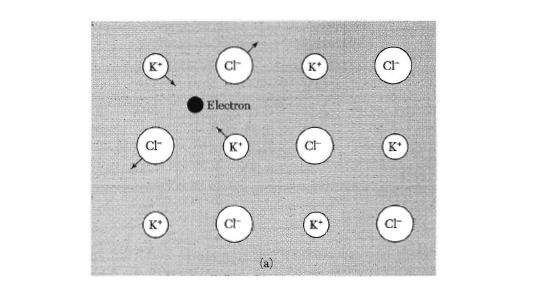 K⁺ Cl⁻ K⁺ Cl⁻
Electron
Cl⁻ K⁺ Cl⁻ K⁺
K⁺ Cl⁻ K⁺ Cl⁻
(a)